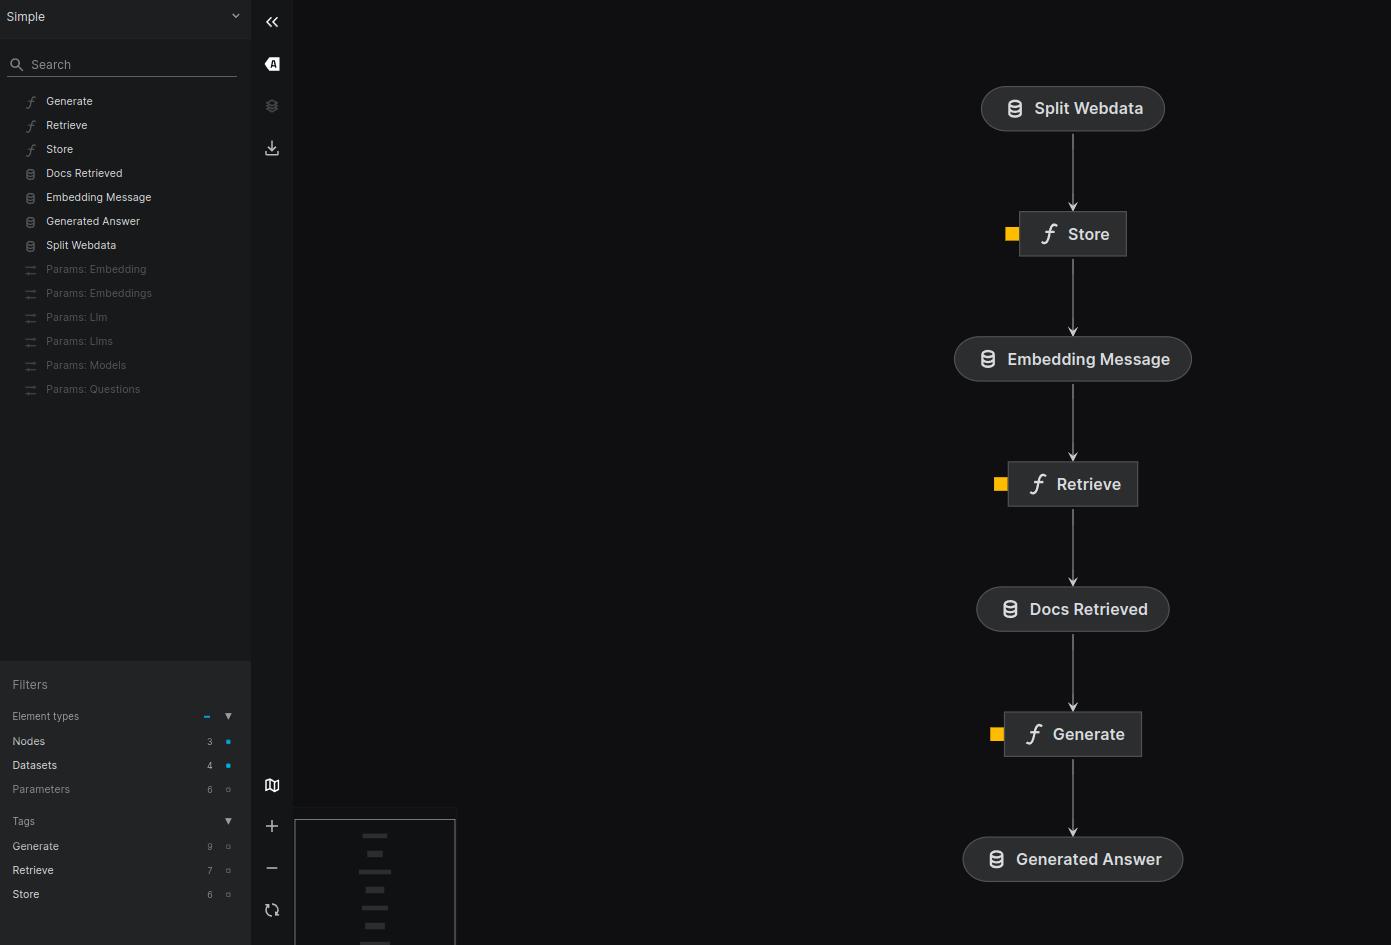 Simple
Search
Generate
Retrieve
Store
Docs Retrieved
Embedding Message
Generated Answer
Split Webdata
Params: Embedding
Params: Embeddings
Params: Llm
Params: Llms
Params: Models
Params: Questions
Filters
Element types
Nodes 3
Datasets 4
Parameters 6
Tags
Generate 9
Retrieve 7
Store 6
A
Split Webdata
Store
Embedding Message
Retrieve
Docs Retrieved
Generate
Generated Answer